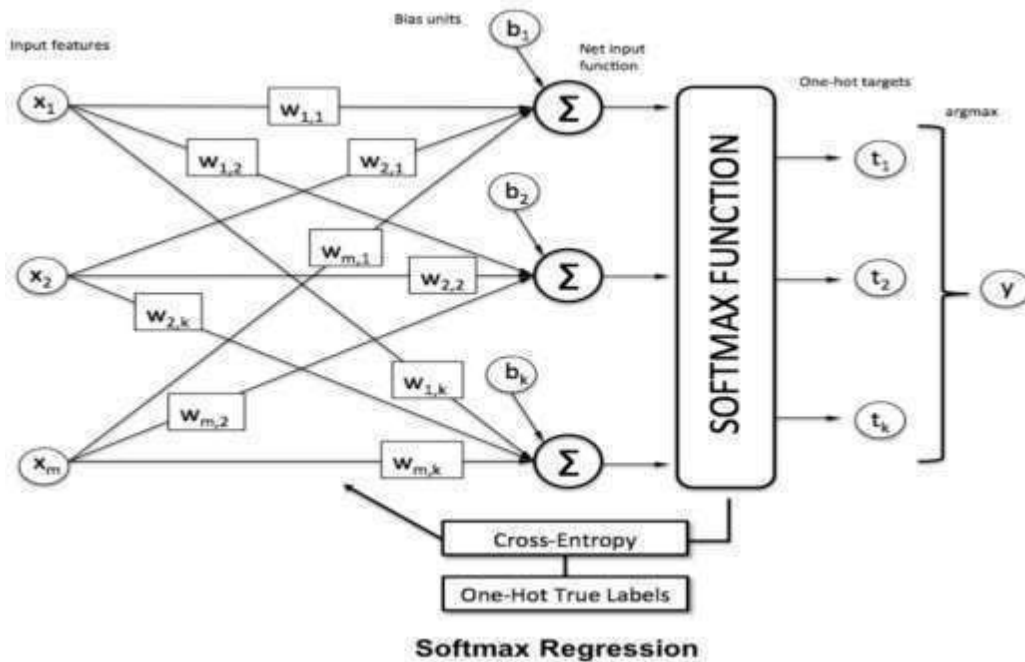 Bias units
b1
Input features
Net input
function
One-hot targets
x1
w1,1
Σ
argmax
w1,2
w2,1
t1
b2
wm,1
x2
w2,2
Σ
SOFTMAX FUNCTION
t2
y
w2,k
bk
w1,k
wm,2
tk
xm
wm,k
Σ
Cross-Entropy
One-Hot True Labels
Softmax Regression